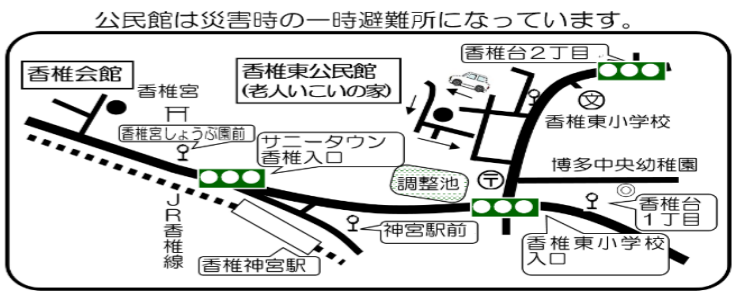 公民館は災害時の一時避難所になっています。
香椎会館
香椎宮
香椎東公民館
(老人いこいの家)
香椎台2丁目
文
香椎東小学校
香椎宮しょうぶ園前
サニータウン
香椎入口
博多中央幼稚園
調整池
〒
香椎台
1丁目
JR香椎線
神宮駅前
香椎東小学校
入口
香椎神宮駅